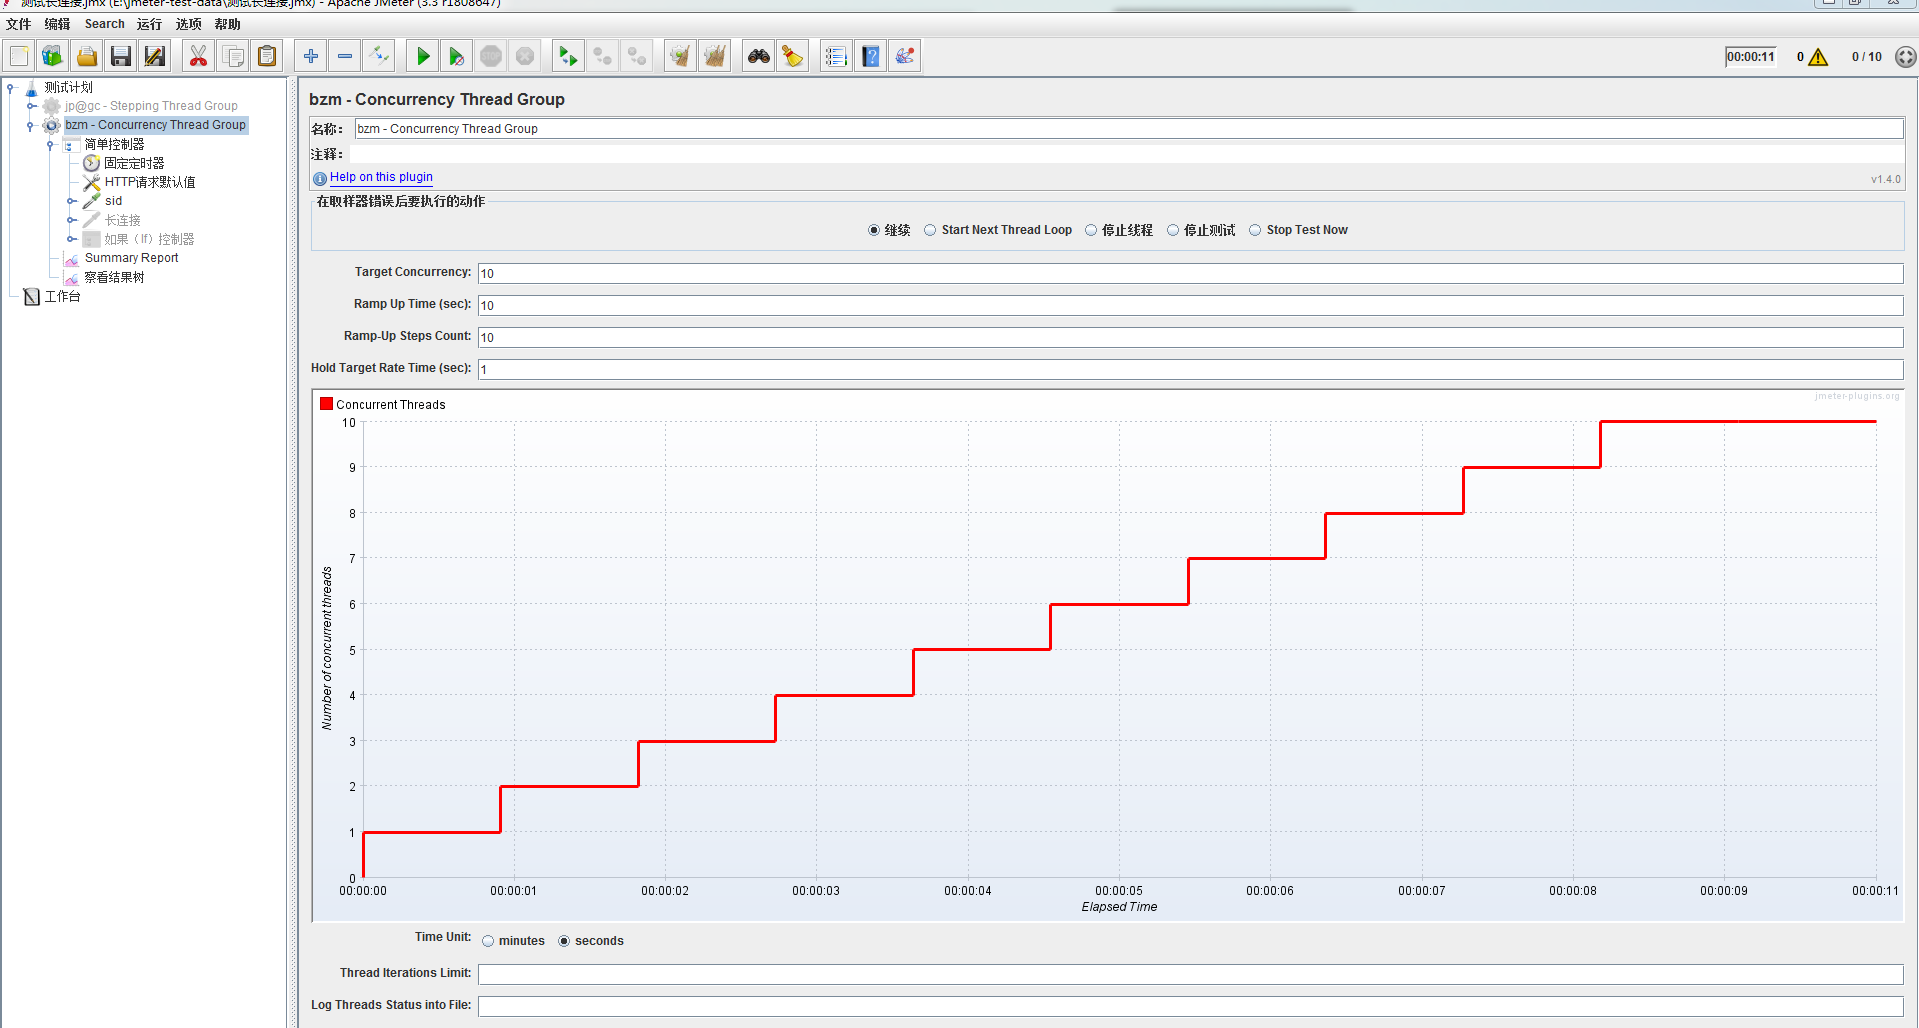 测试长连接.jmx (E:\jmeter-test-data\测试长连接.jmx) - Apache JMeter (3.3 r1808647)
文件 编辑 Search 运行 选项 帮助
STOP
00:00:11 0 0 / 10
测试计划
jp@gc - Stepping Thread Group
bzm - Concurrency Thread Group
简单控制器
固定定时器
HTTP请求默认值
sid
长连接
如果（If）控制器
Summary Report
察看结果树
工作台
bzm - Concurrency Thread Group
名称： bzm - Concurrency Thread Group
注释：
Help on this plugin
v1.4.0
在取样器错误后要执行的动作
继续 Start Next Thread Loop 停止线程 停止测试 Stop Test Now
Target Concurrency: 10
Ramp Up Time (sec): 10
Ramp-Up Steps Count: 10
Hold Target Rate Time (sec): 1
Concurrent Threads
jmeter-plugins.org
10
9
8
7
6
5
4
3
2
1
0
Number of concurrent threads
00:00:00 00:00:01 00:00:02 00:00:03 00:00:04 00:00:05 00:00:06 00:00:07 00:00:08 00:00:09 00:00:11
Elapsed Time
Time Unit: minutes seconds
Thread Iterations Limit:
Log Threads Status into File: